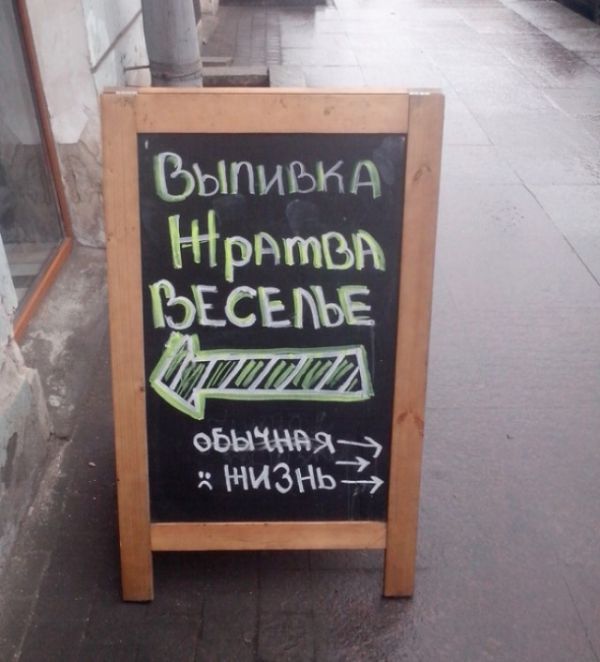 Выпивка
Жратва
Веселье
обычная →
→
:( жизнь →